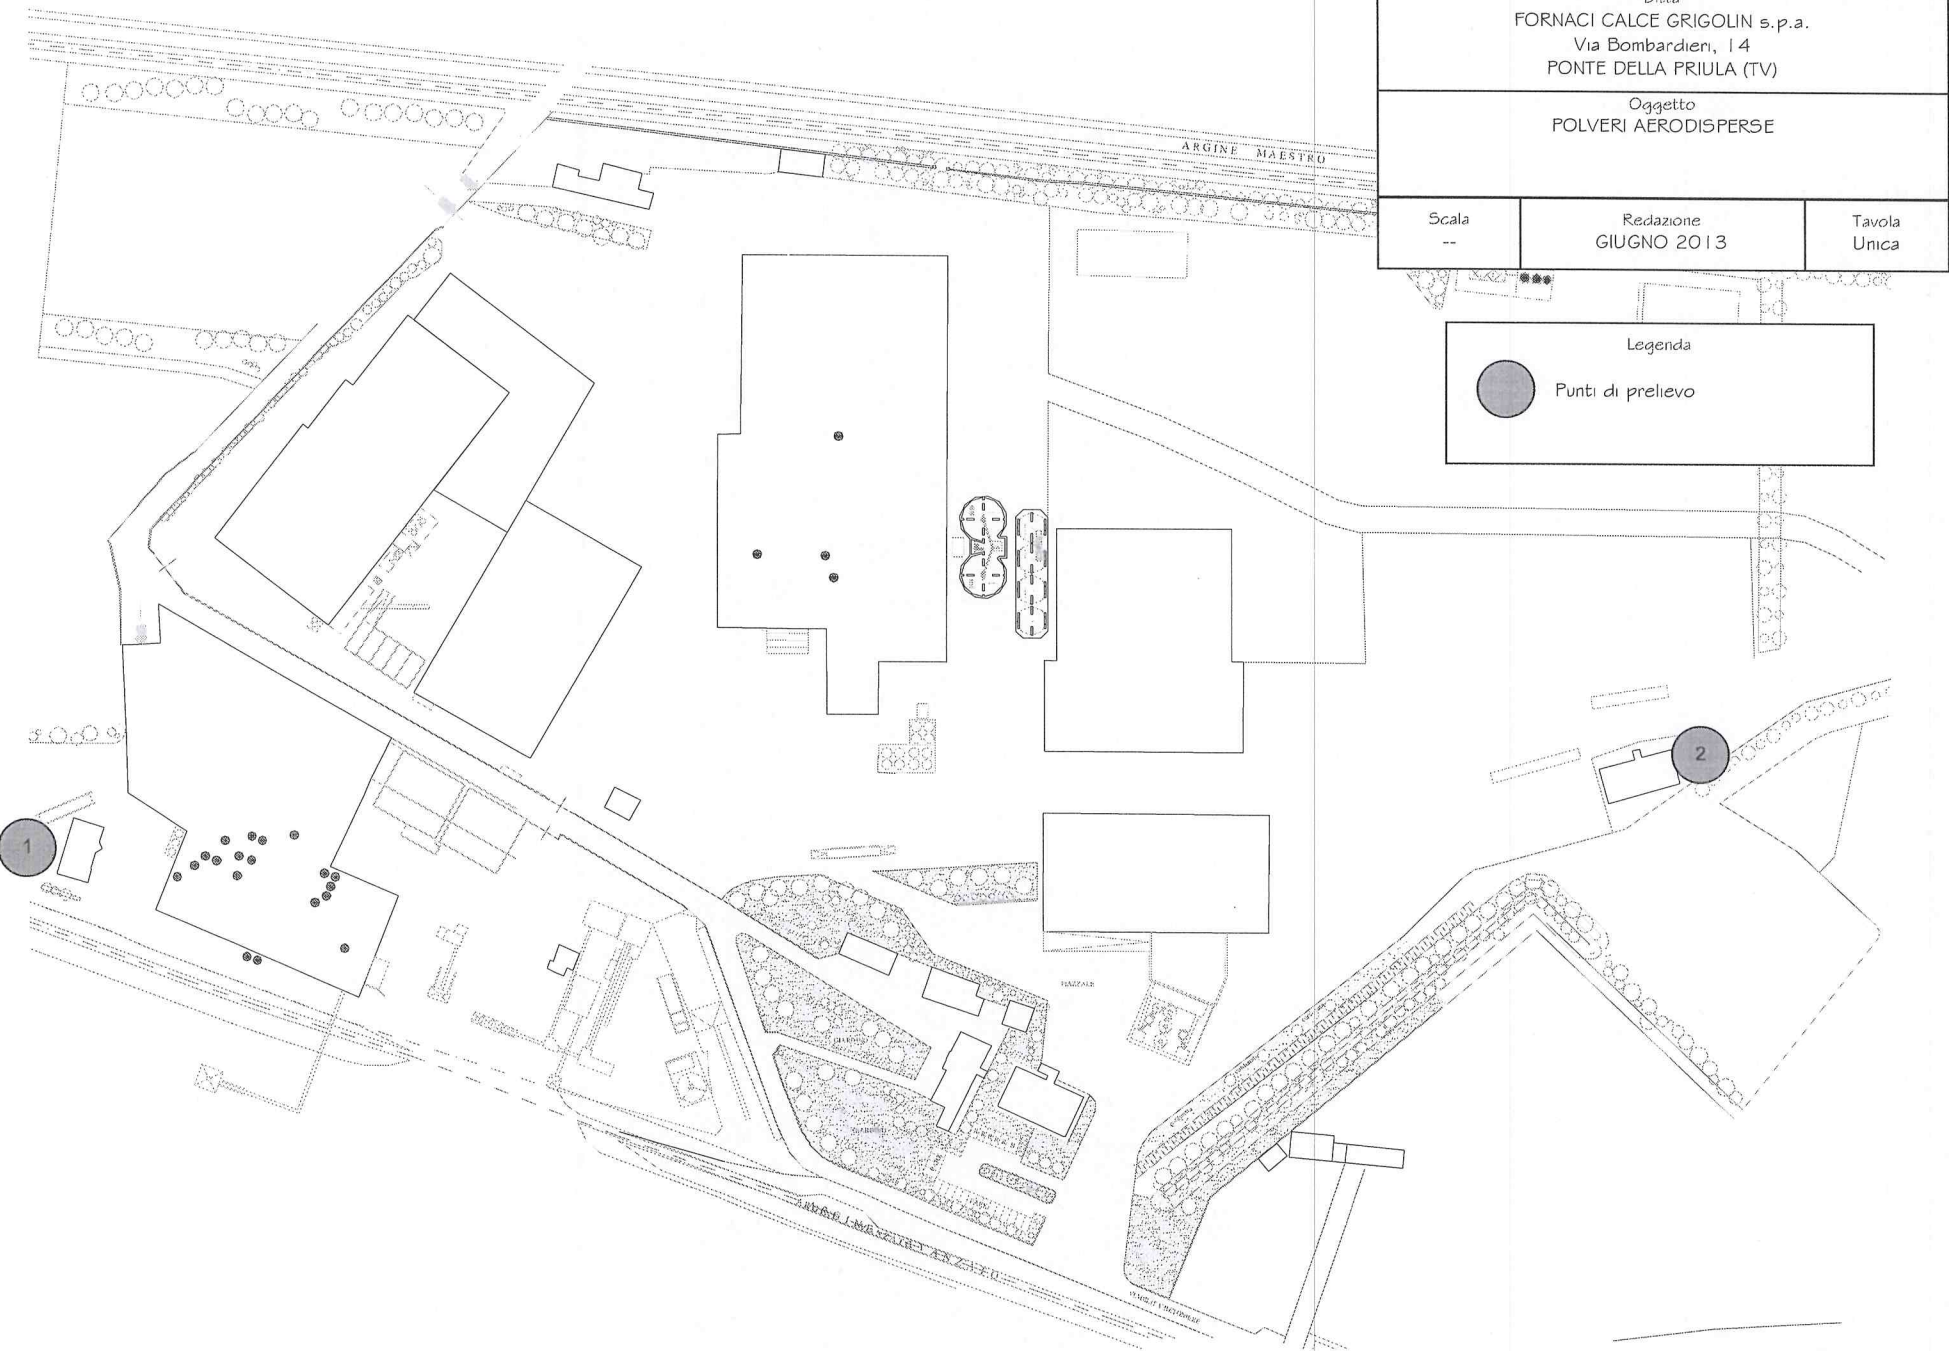 FORNACI CALCE GRIGOLIN s.p.a.
Via Bombardieri, 14
PONTE DELLA PRIULA (TV)
Oggetto
POLVERI AERODISPERSE
Scala
--
Redazione
GIUGNO 2013
Tavola
Unica
Legenda
Punti di prelievo
ARGINE MAESTRO
2
1
PIAZZALE